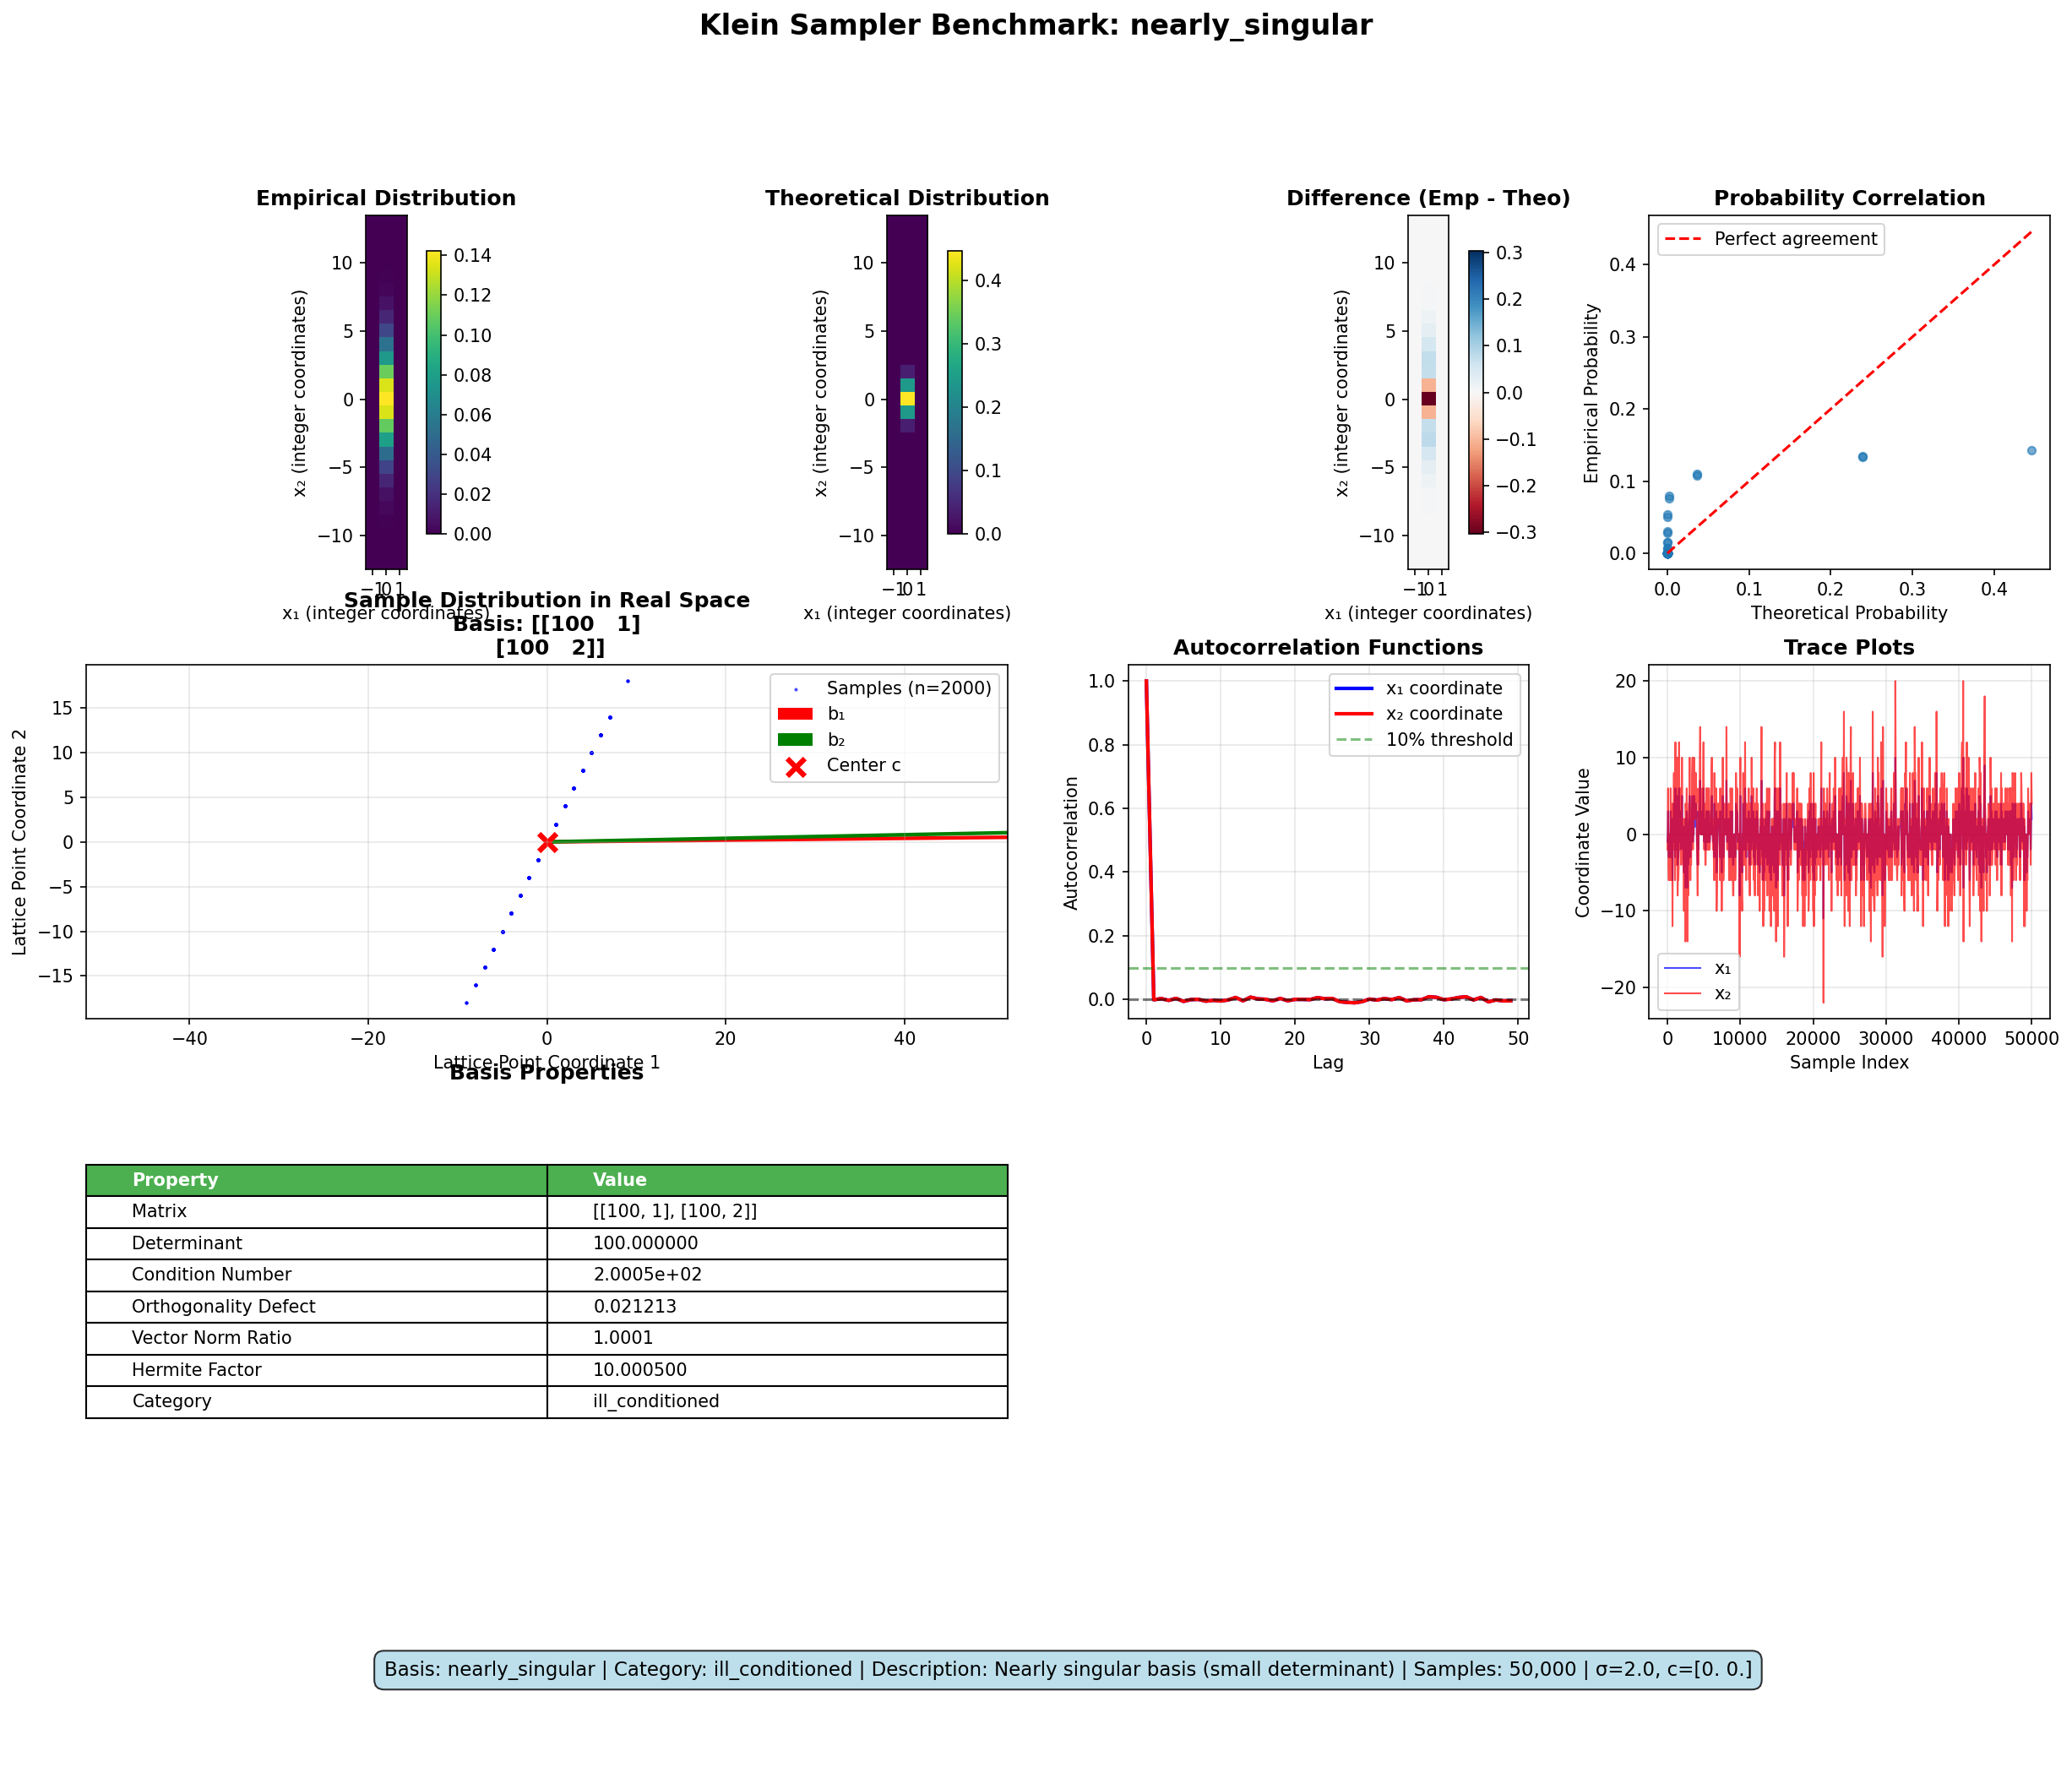 Klein Sampler Benchmark: nearly_singular
Empirical Distribution
x₂ (integer coordinates)
10
5
0
−5
−10
−1 0 1
x₁ (integer coordinates)
0.14
0.12
0.10
0.08
0.06
0.04
0.02
0.00
Theoretical Distribution
x₂ (integer coordinates)
10
5
0
−5
−10
−1 0 1
x₁ (integer coordinates)
0.4
0.3
0.2
0.1
0.0
Difference (Emp - Theo)
x₂ (integer coordinates)
10
5
0
−5
−10
−1 0 1
x₁ (integer coordinates)
0.3
0.2
0.1
0.0
−0.1
−0.2
−0.3
Probability Correlation
Perfect agreement
Empirical Probability
0.4
0.3
0.2
0.1
0.0
0.0 0.1 0.2 0.3 0.4
Theoretical Probability
Sample Distribution in Real Space
Basis: [[100 1]
[100 2]]
Lattice Point Coordinate 2
15
10
5
0
−5
−10
−15
−40 −20 0 20 40
Lattice Point Coordinate 1
Samples (n=2000)
b₁
b₂
Center c
Autocorrelation Functions
Autocorrelation
1.0
0.8
0.6
0.4
0.2
0.0
0 10 20 30 40 50
Lag
x₁ coordinate
x₂ coordinate
10% threshold
Trace Plots
Coordinate Value
20
10
0
−10
−20
0 10000 20000 30000 40000 50000
Sample Index
x₁
x₂
Basis Properties
Property Value
Matrix [[100, 1], [100, 2]]
Determinant 100.000000
Condition Number 2.0005e+02
Orthogonality Defect 0.021213
Vector Norm Ratio 1.0001
Hermite Factor 10.000500
Category ill_conditioned
Basis: nearly_singular | Category: ill_conditioned | Description: Nearly singular basis (small determinant) | Samples: 50,000 | σ=2.0, c=[0. 0.]